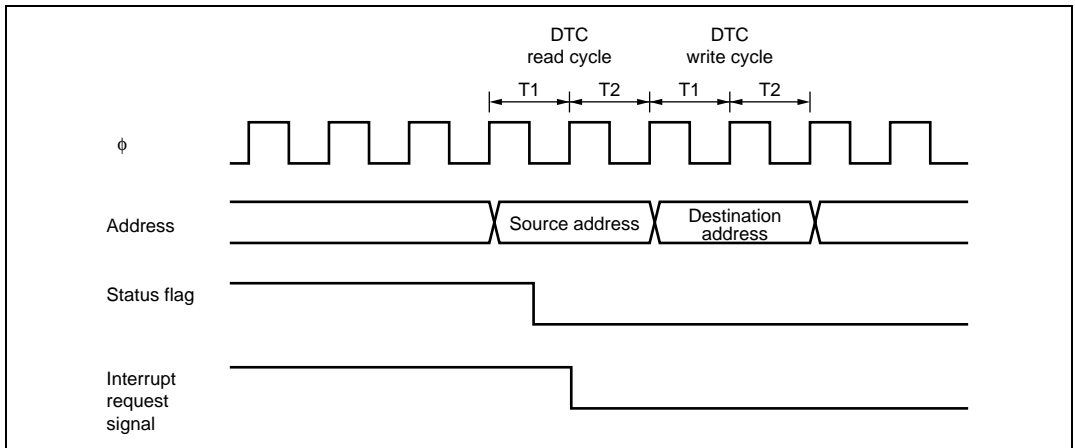 DTC
read cycle
DTC
write cycle
T1
T2
T1
T2
ϕ
Address
Source address
Destination
address
Status flag
Interrupt
request
signal